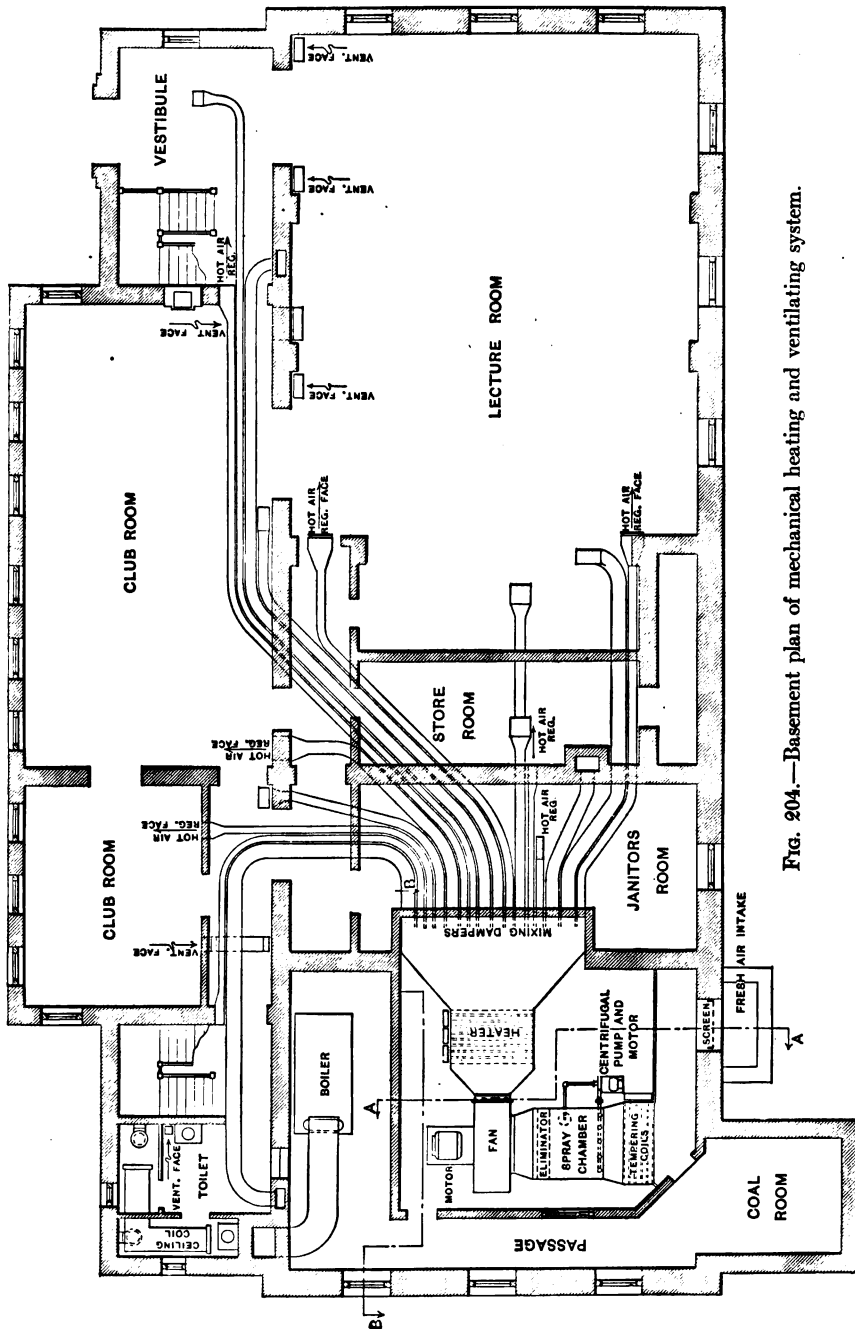 VESTIBULE
VENT. FACE
HOT AIR
REG.
VENT. FACE
VENT. FACE
CLUB ROOM
LECTURE ROOM
VENT. FACE
HOT AIR
REG. FACE
HOT AIR
REG. FACE
STORE
ROOM
HOT AIR
REG.
HOT AIR
REG. FACE
CLUB ROOM
HOT AIR
REG. FACE
HOT AIR
REG.
JANITORS
ROOM
B
MIXING DAMPERS
VENT.
FACE
FRESH AIR INTAKE
SCREEN
A
HEATER
CENTRIFUGAL
PUMP AND
MOTOR
BOILER
A
FAN
MOTOR
ELIMINATOR
SPRAY
CHAMBER
TEMPERING
COILS
VENT. FACE
TOILET
CEILING
COIL
PASSAGE
COAL
ROOM
B
FIG. 204.—Basement plan of mechanical heating and ventilating system.